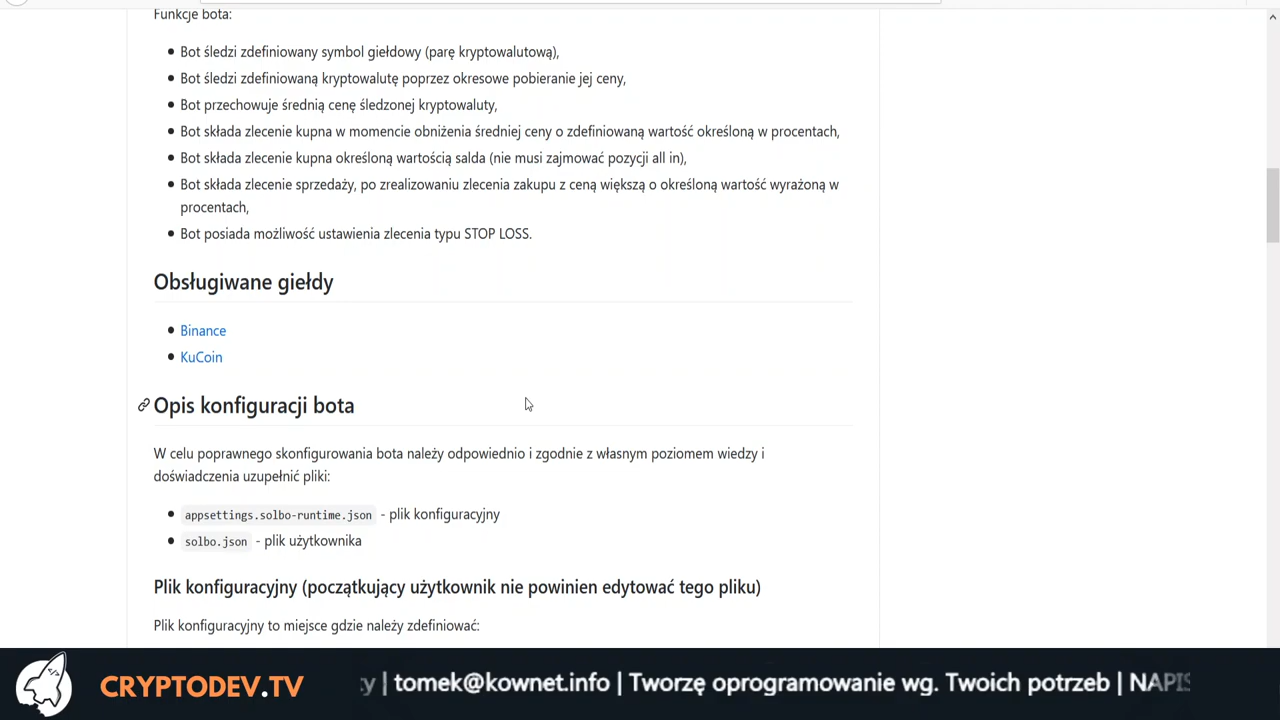 Funkcje bota:
Bot śledzi zdefiniowany symbol giełdowy (parę kryptowalutową),
Bot śledzi zdefiniowaną kryptowalutę poprzez okresowe pobieranie jej ceny,
Bot przechowuje średnią cenę śledzonej kryptowaluty,
Bot składa zlecenie kupna w momencie obniżenia średniej ceny o zdefiniowaną wartość określoną w procentach,
Bot składa zlecenie kupna określoną wartością salda (nie musi zajmować pozycji all in),
Bot składa zlecenie sprzedaży, po zrealizowaniu zlecenia zakupu z ceną większą o określoną wartość wyrażoną w
procentach,
Bot posiada możliwość ustawienia zlecenia typu STOP LOSS.
Obsługiwane giełdy
Binance
KuCoin
Opis konfiguracji bota
W celu poprawnego skonfigurowania bota należy odpowiednio i zgodnie z własnym poziomem wiedzy i
doświadczenia uzupełnić pliki:
appsettings.solbo-runtime.json - plik konfiguracyjny
solbo.json - plik użytkownika
Plik konfiguracyjny (początkujący użytkownik nie powinien edytować tego pliku)
Plik konfiguracyjny to miejsce gdzie należy zdefiniować:
CRYPTODEV.TV
| tomek@kownet.info | Tworzę oprogramowanie wg. Twoich potrzeb | NAPIS